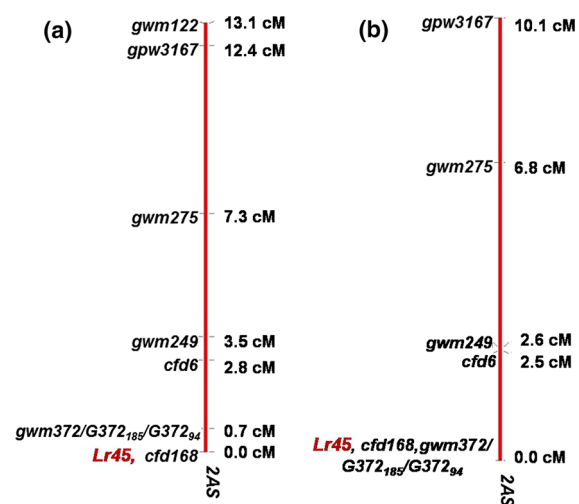 (a)
gwm122 13.1 cM
gpw3167 12.4 cM
gwm275 7.3 cM
gwm249 3.5 cM
cfd6 2.8 cM
gwm372/G372₁₈₅/G372₉₄ 0.7 cM
Lr45, cfd168 0.0 cM
2AS
(b)
gpw3167 10.1 cM
gwm275 6.8 cM
gwm249 2.6 cM
cfd6 2.5 cM
Lr45, cfd168,gwm372/ 0.0 cM
G372₁₈₅/G372₉₄
2AS